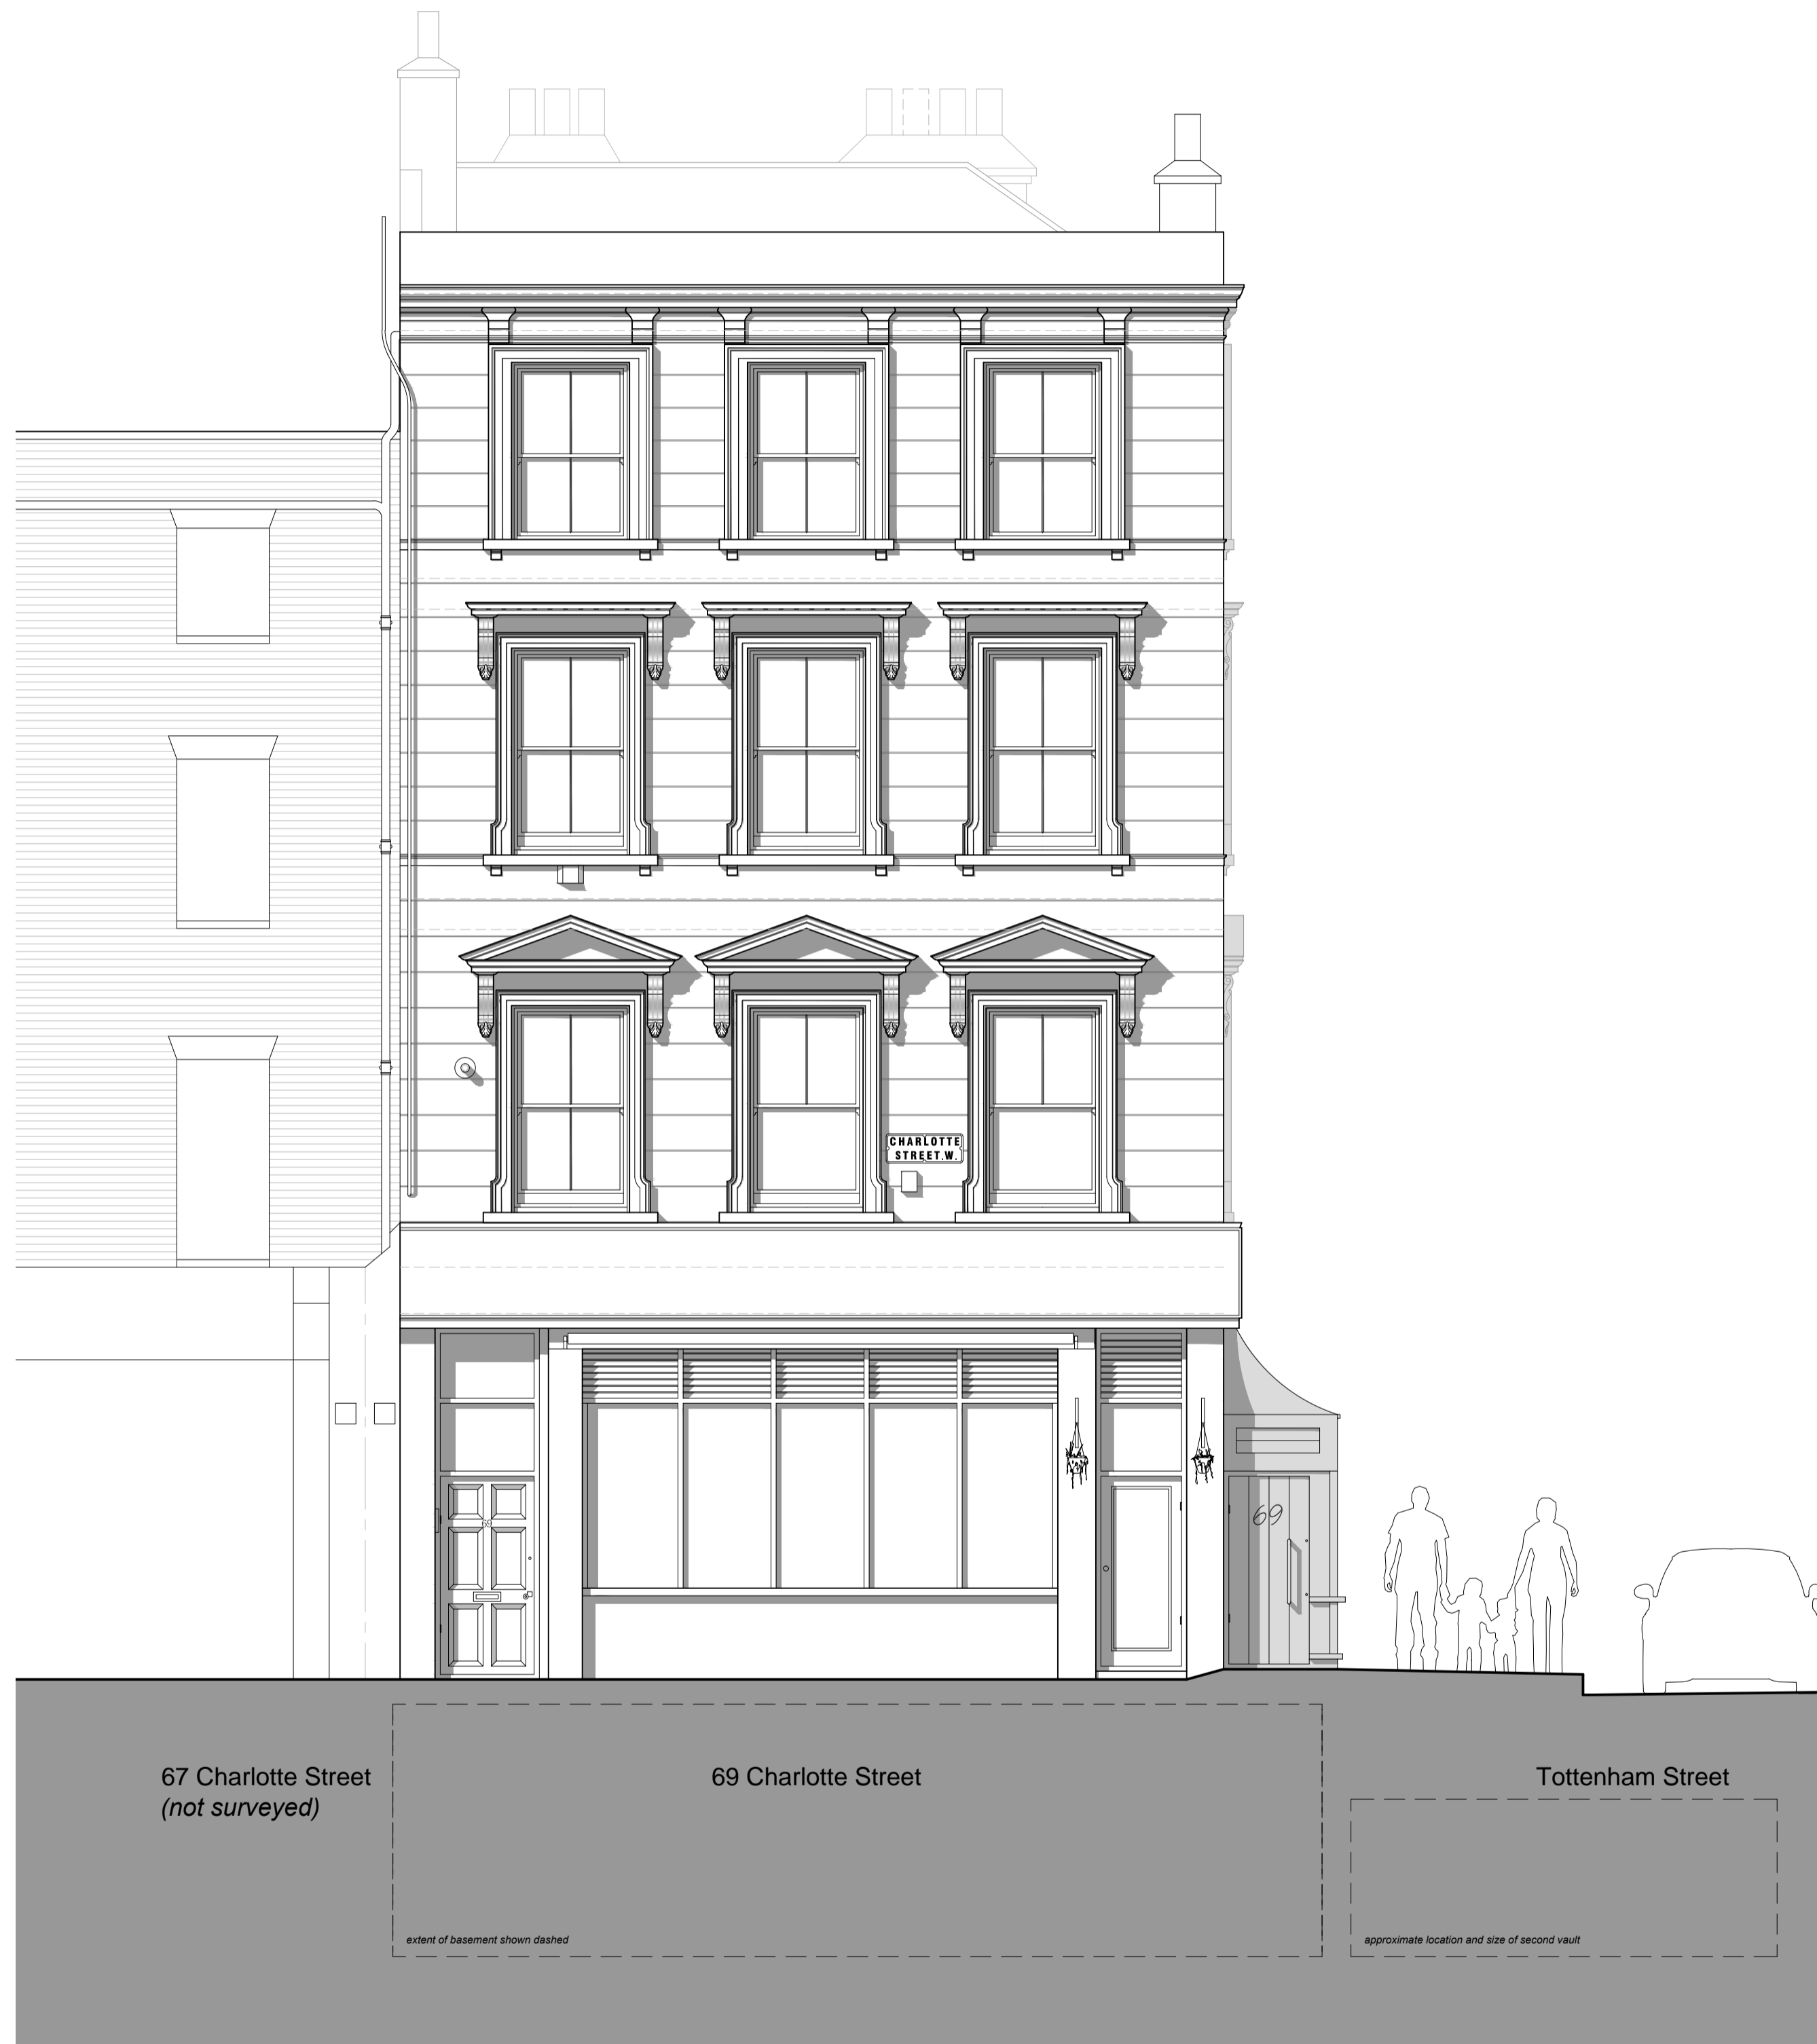 CHARLOTTE
STREET.W.
69
69
67 Charlotte Street
(not surveyed)
69 Charlotte Street
Tottenham Street
extent of basement shown dashed
approximate location and size of second vault